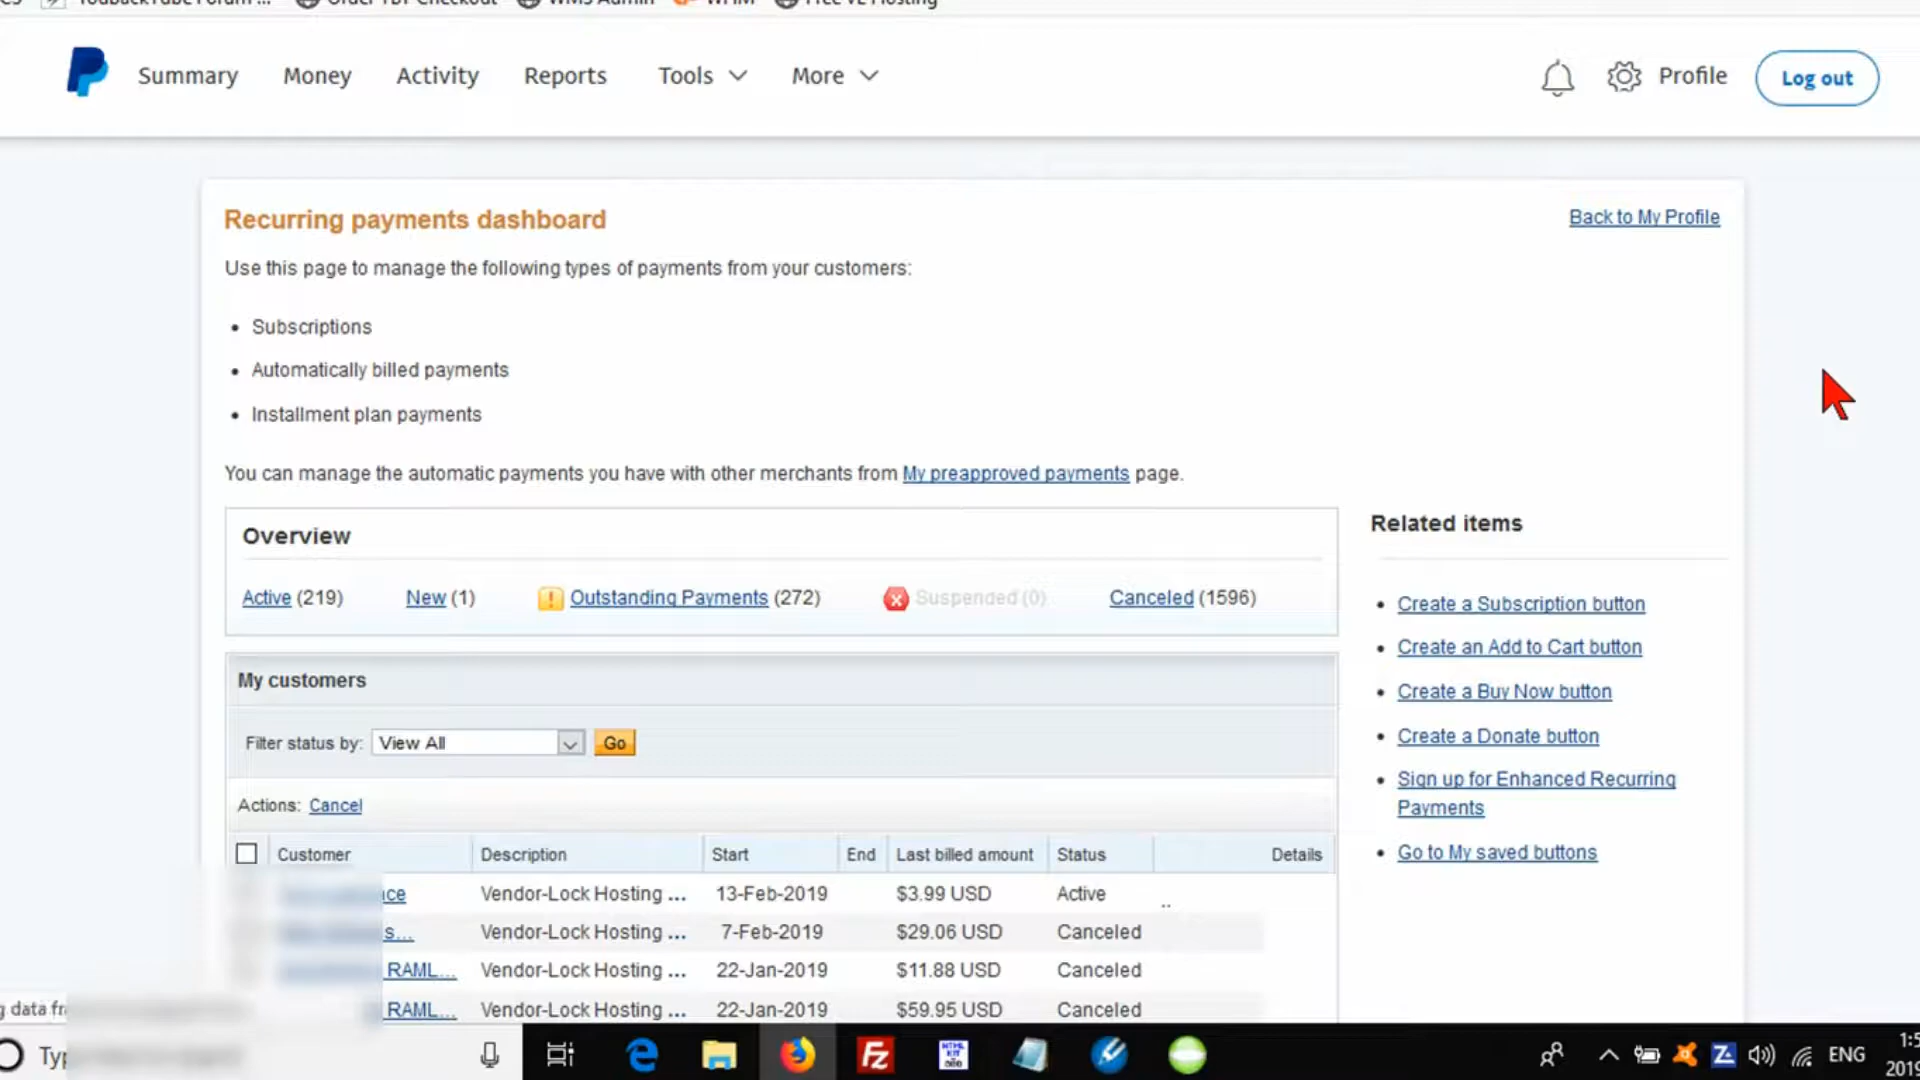 Summary Money Activity Reports Tools More Profile Log out
Recurring payments dashboard Back to My Profile
Use this page to manage the following types of payments from your customers:
• Subscriptions
• Automatically billed payments
• Installment plan payments
You can manage the automatic payments you have with other merchants from My preapproved payments page.
Overview
Active (219) New (1) Outstanding Payments (272) Suspended (0) Canceled (1596)
My customers
Filter status by: View All Go
Actions: Cancel
Customer Description Start End Last billed amount Status Details
Vendor-Lock Hosting ... 13-Feb-2019 $3.99 USD Active ..
Vendor-Lock Hosting ... 7-Feb-2019 $29.06 USD Canceled
RAML... Vendor-Lock Hosting ... 22-Jan-2019 $11.88 USD Canceled
RAML... Vendor-Lock Hosting ... 22-Jan-2019 $59.95 USD Canceled
Related items
• Create a Subscription button
• Create an Add to Cart button
• Create a Buy Now button
• Create a Donate button
• Sign up for Enhanced Recurring
Payments
• Go to My saved buttons
ENG